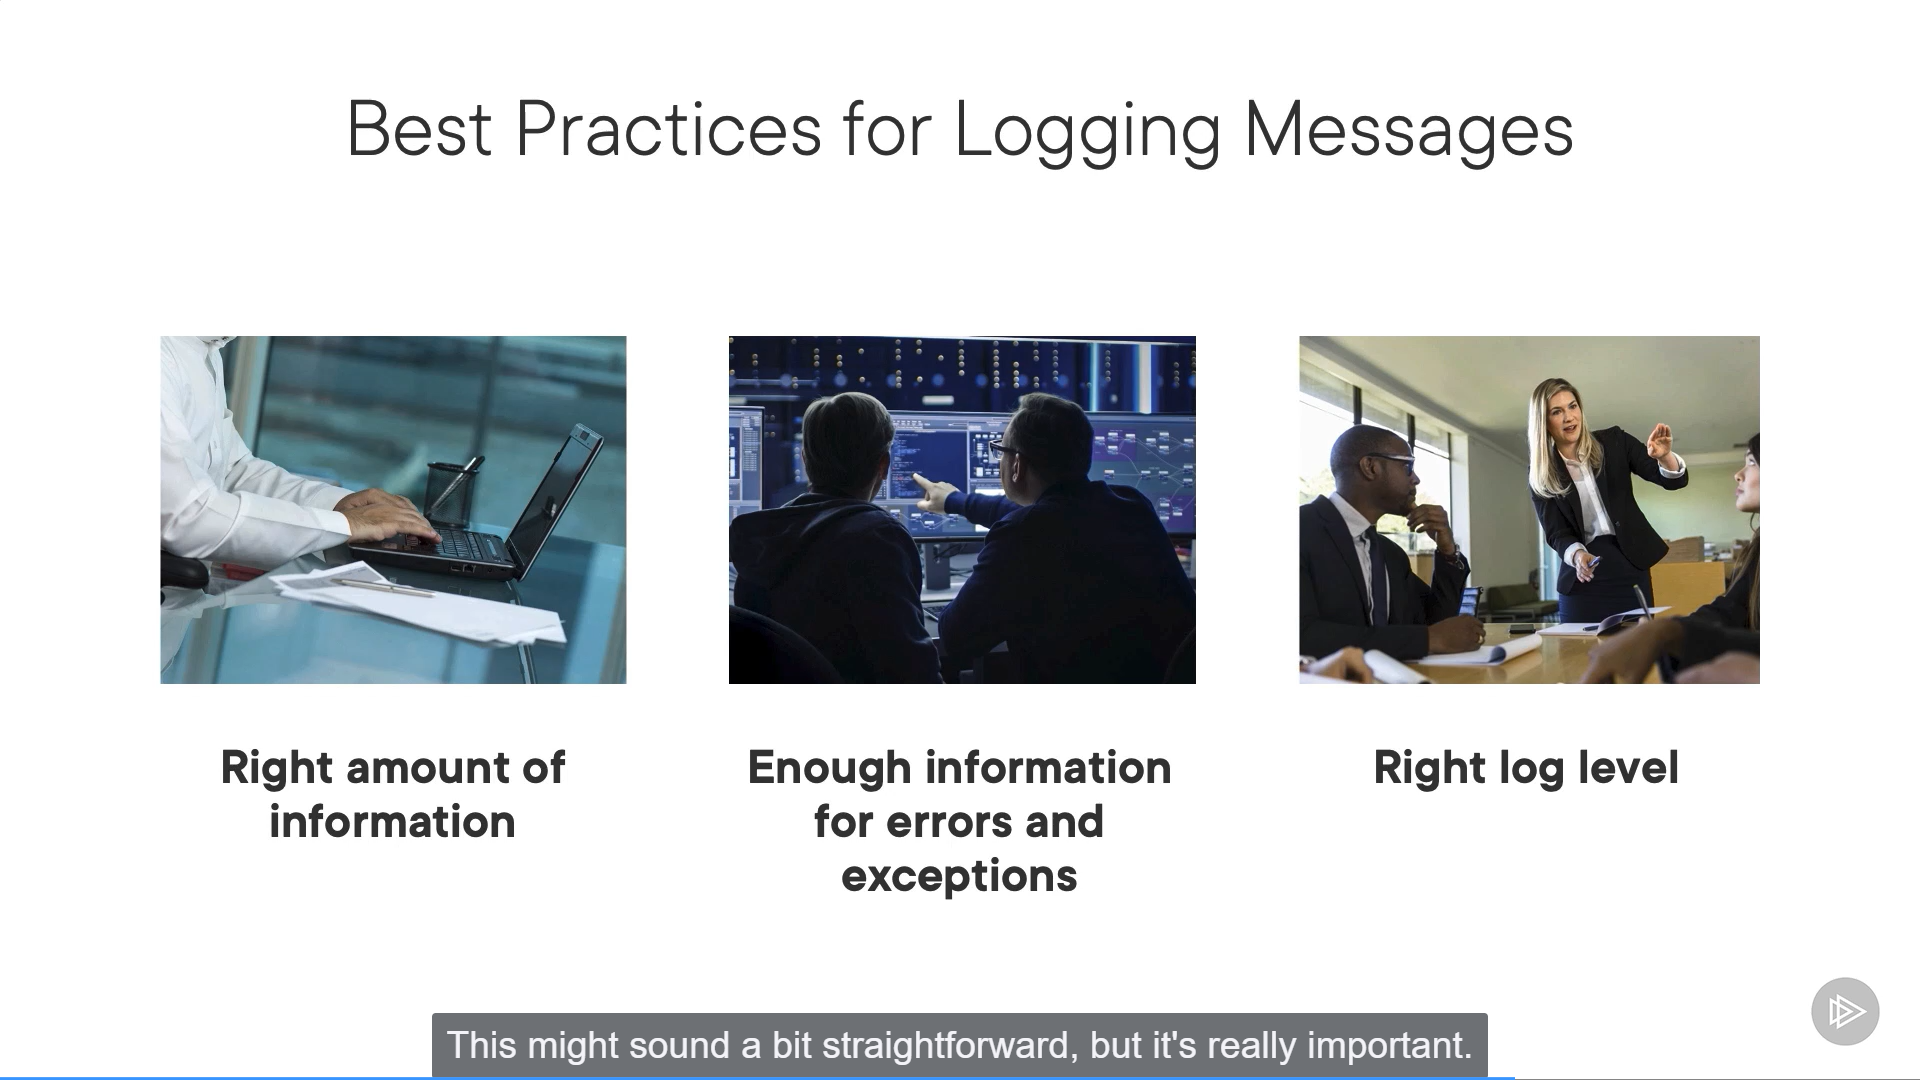 Best Practices for Logging Messages
Right amount of
information
Enough information
for errors and
exceptions
Right log level
This might sound a bit straightforward, but it's really important.